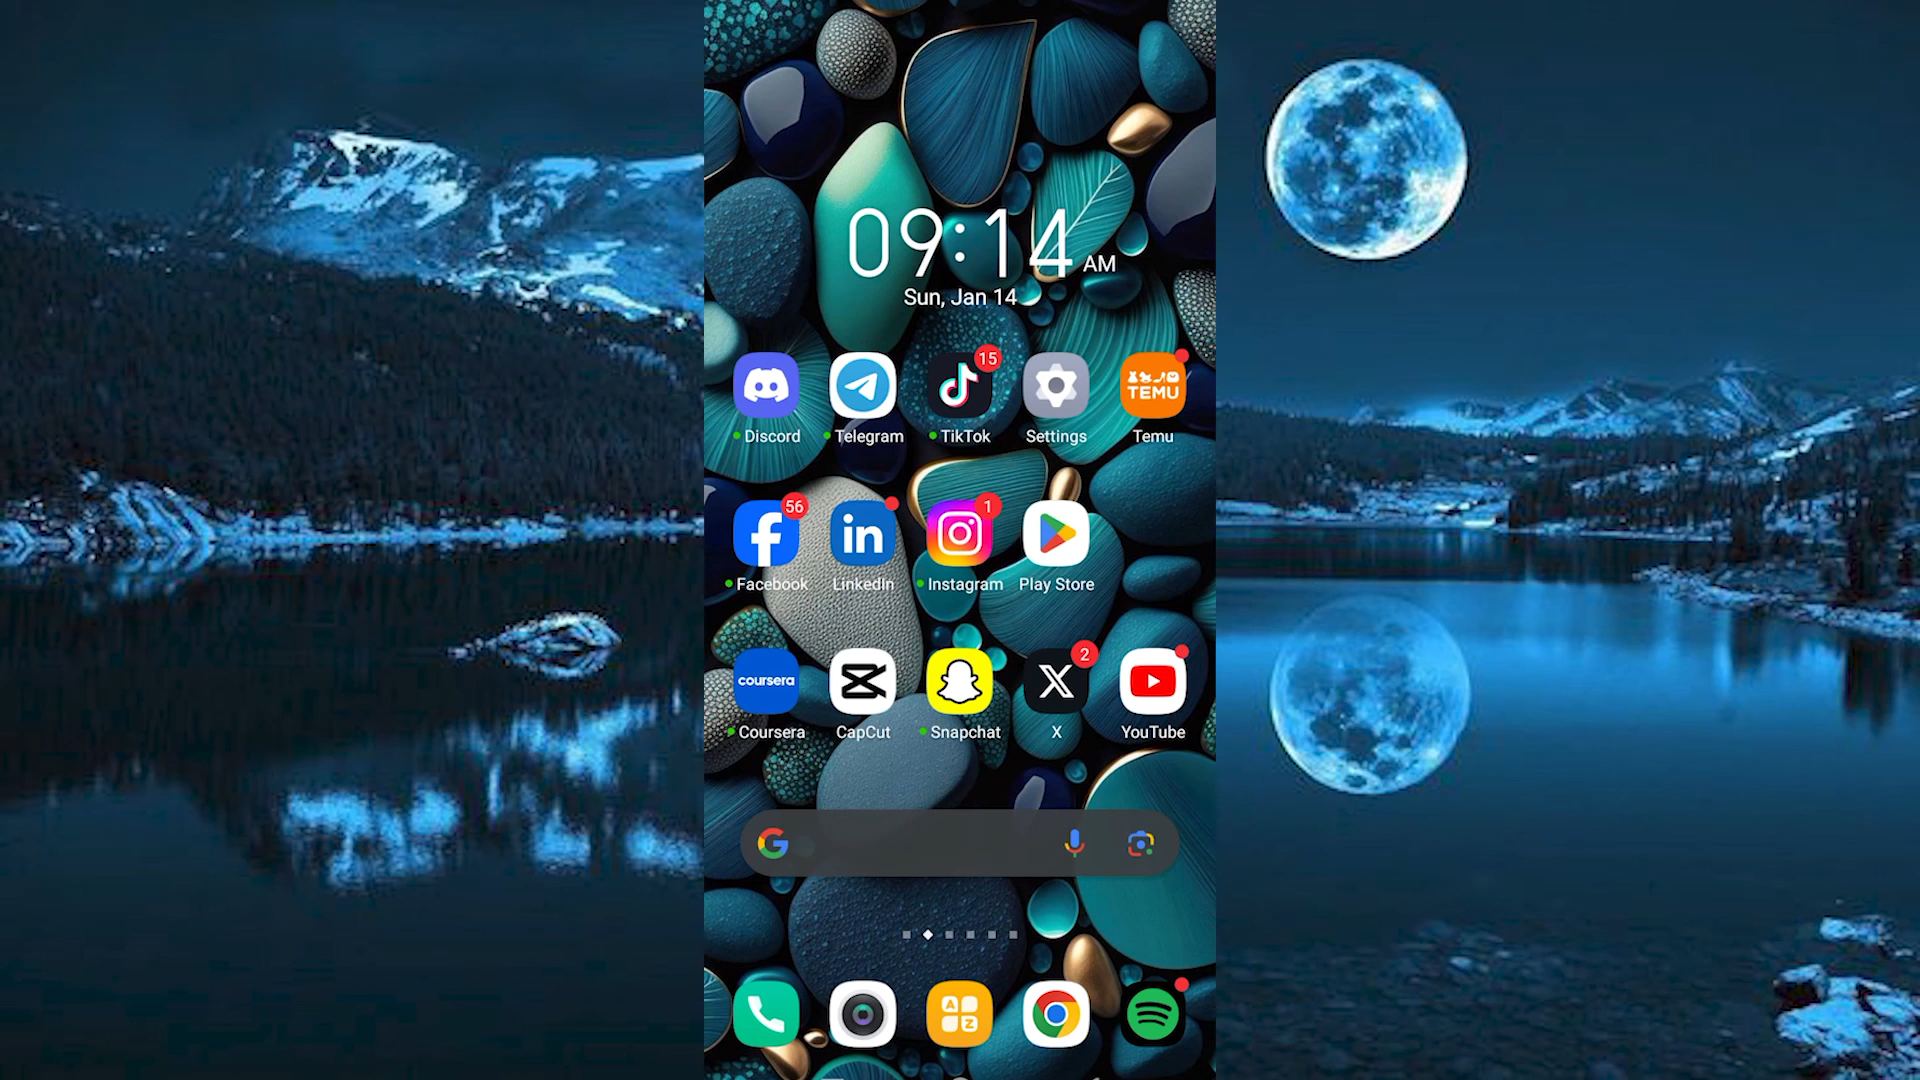 09:14 AM
Sun, Jan 14
15
TEMU
Discord Telegram TikTok Settings Temu
56 1
in
Facebook LinkedIn Instagram Play Store
2
coursera
Coursera CapCut Snapchat X YouTube
A
Z